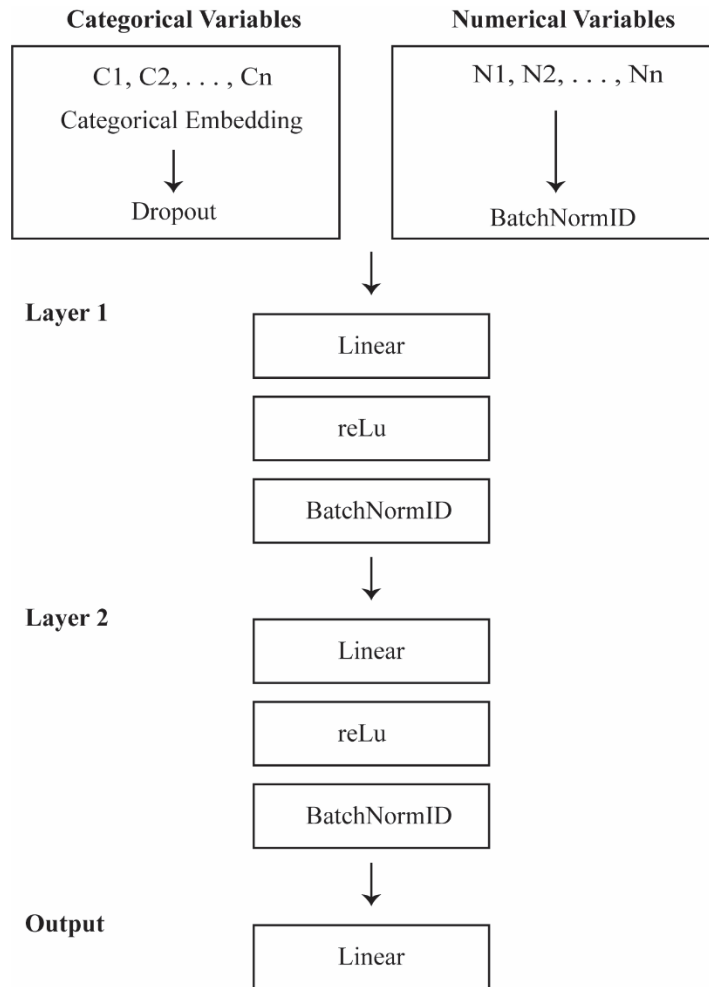 Categorical Variables
C1, C2, . . . , Cn
Categorical Embedding
Dropout
Numerical Variables
N1, N2, . . . , Nn
BatchNormID
Layer 1
Linear
reLu
BatchNormID
Layer 2
Linear
reLu
BatchNormID
Output
Linear